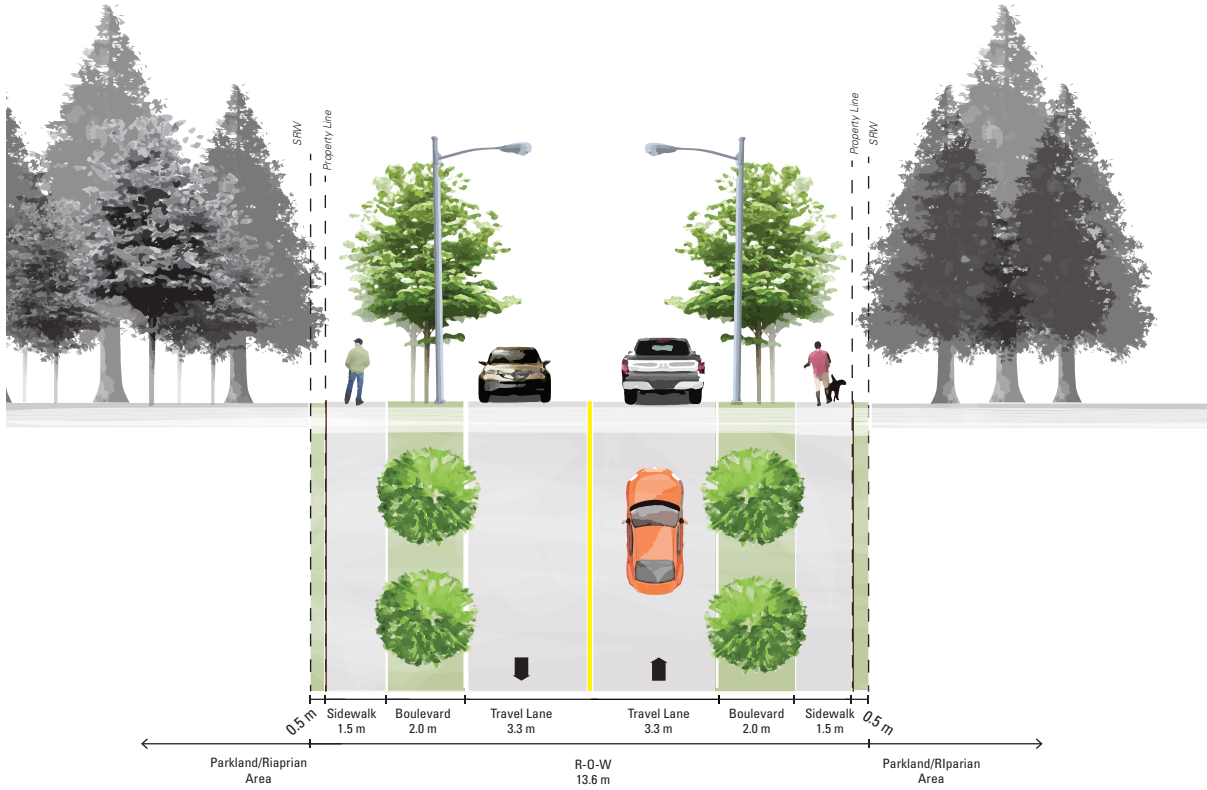 SRW
Property Line
Property Line
SRW
0.5 m
Sidewalk
1.5 m
Boulevard
2.0 m
Travel Lane
3.3 m
Travel Lane
3.3 m
Boulevard
2.0 m
Sidewalk
1.5 m
0.5 m
Parkland/Riaprian
Area
R-O-W
13.6 m
Parkland/RIparian
Area